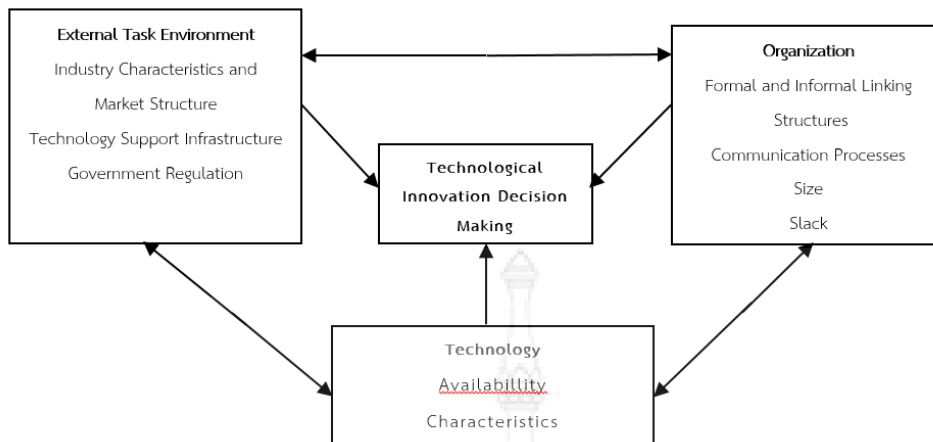 External Task Environment
Industry Characteristics and
Market Structure
Technology Support Infrastructure
Government Regulation
Organization
Formal and Informal Linking
Structures
Communication Processes
Size
Slack
Technological
Innovation Decision
Making
Technology
Availabillity
Characteristics